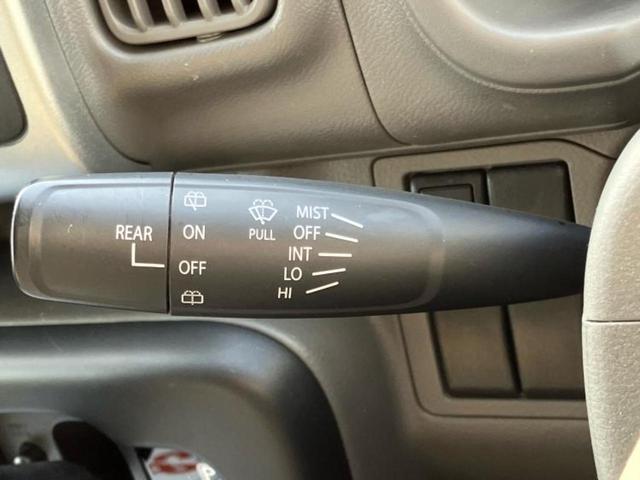 REAR
ON
OFF
PULL
MIST
OFF
INT
LO
HI